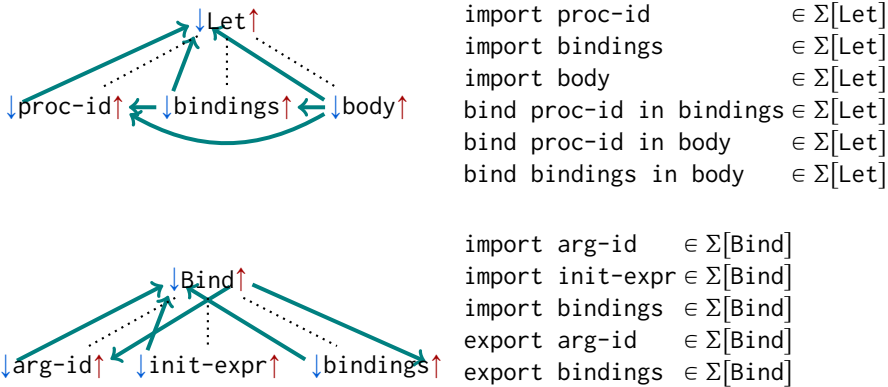 ↓Let↑
↓proc-id↑ ↓bindings↑ ↓body↑
import proc-id ∈ Σ[Let]
import bindings ∈ Σ[Let]
import body ∈ Σ[Let]
bind proc-id in bindings ∈ Σ[Let]
bind proc-id in body ∈ Σ[Let]
bind bindings in body ∈ Σ[Let]
↓Bind↑
↓arg-id↑ ↓init-expr↑ ↓bindings↑
import arg-id ∈ Σ[Bind]
import init-expr ∈ Σ[Bind]
import bindings ∈ Σ[Bind]
export arg-id ∈ Σ[Bind]
export bindings ∈ Σ[Bind]